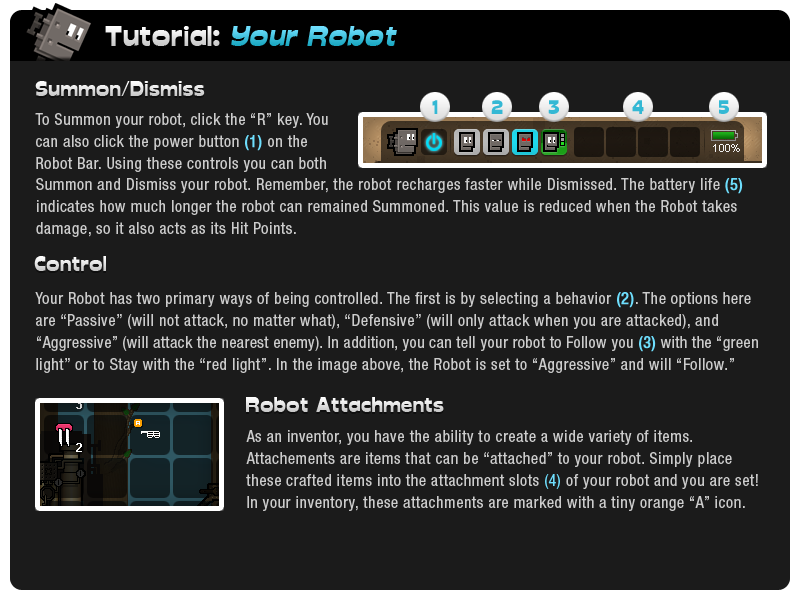 Tutorial: Your Robot
Summon/Dismiss
To Summon your robot, click the “R” key. You
can also click the power button (1) on the
Robot Bar. Using these controls you can both
Summon and Dismiss your robot. Remember, the robot recharges faster while Dismissed. The battery life (5)
indicates how much longer the robot can remained Summoned. This value is reduced when the Robot takes
damage, so it also acts as its Hit Points.
1 2 3 4 5
100%
Control
Your Robot has two primary ways of being controlled. The first is by selecting a behavior (2). The options here
are “Passive” (will not attack, no matter what), “Defensive” (will only attack when you are attacked), and
“Aggressive” (will attack the nearest enemy). In addition, you can tell your robot to Follow you (3) with the “green
light” or to Stay with the “red light”. In the image above, the Robot is set to “Aggressive” and will “Follow.”
3
A
2
Robot Attachments
As an inventor, you have the ability to create a wide variety of items.
Attachements are items that can be “attached” to your robot. Simply place
these crafted items into the attachment slots (4) of your robot and you are set!
In your inventory, these attachments are marked with a tiny orange “A” icon.